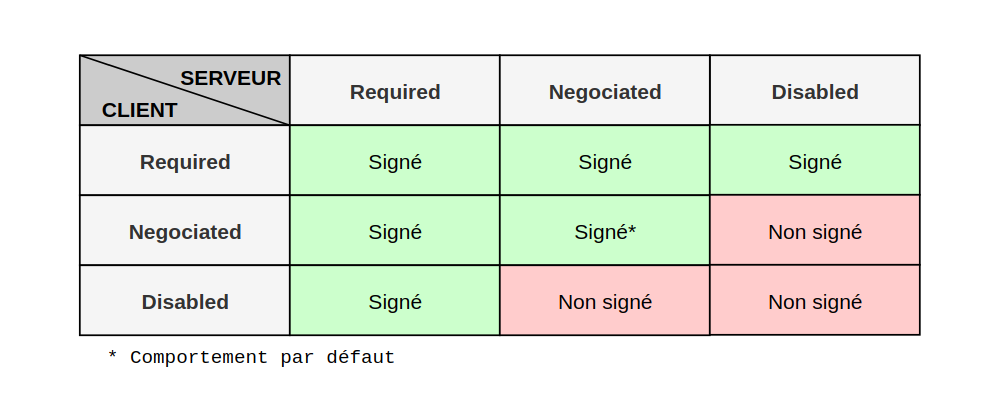 SERVEUR
CLIENT
Required Negociated Disabled
Required Signé Signé Signé
Negociated Signé Signé* Non signé
Disabled Signé Non signé Non signé
* Comportement par défaut